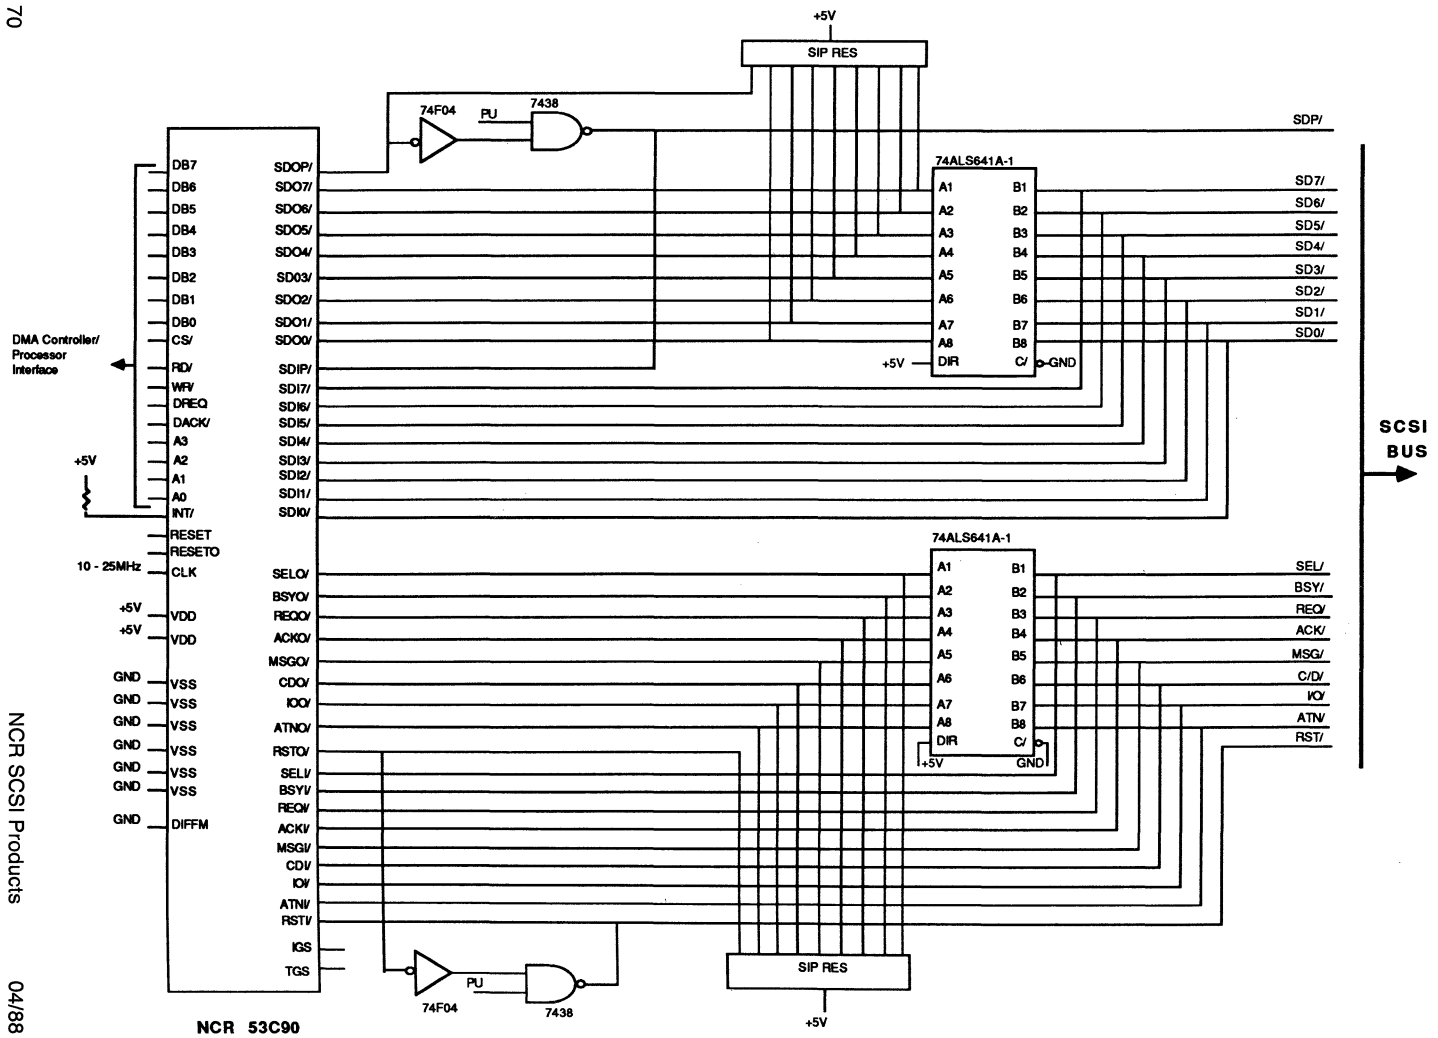 70
+5V
SIP RES
74F04
PU
7438
SDP/
DB7
DB6
DB5
DB4
DB3
DB2
DB1
DB0
CS/
RD/
WR/
DREQ
DACK/
A3
A2
A1
A0
INT/
RESET
RESETO
CLK
VDD
VDD
VSS
VSS
VSS
VSS
VSS
VSS
DIFFM
DMA Controller/
Processor
Interface
+5V
10 - 25MHz
+5V
+5V
GND
GND
GND
GND
GND
GND
GND
SDOP/
SDO7/
SDO6/
SDO5/
SDO4/
SD03/
SDO2/
SDO1/
SDO0/
SDIP/
SDI7/
SDI6/
SDI5/
SDI4/
SDI3/
SDI2/
SDI1/
SDI0/
SELO/
BSYO/
REQO/
ACKO/
MSGO/
CDO/
IOO/
ATNO/
RSTO/
SELI/
BSYI/
REQI/
ACKI/
MSGI/
CDI/
IOI/
ATNI/
RSTI/
IGS
TGS
NCR 53C90
74ALS641A-1
A1 B1
A2 B2
A3 B3
A4 B4
A5 B5
A6 B6
A7 B7
A8 B8
+5V DIR C/ GND
SD7/
SD6/
SD5/
SD4/
SD3/
SD2/
SD1/
SD0/
SCSI
BUS
74ALS641A-1
A1 B1
A2 B2
A3 B3
A4 B4
A5 B5
A6 B6
A7 B7
A8 B8
DIR C/
+5V GND
SEL/
BSY/
REQ/
ACK/
MSG/
C/D/
I/O/
ATN/
RST/
74F04
PU
7438
SIP RES
+5V
NCR SCSI Products
04/88